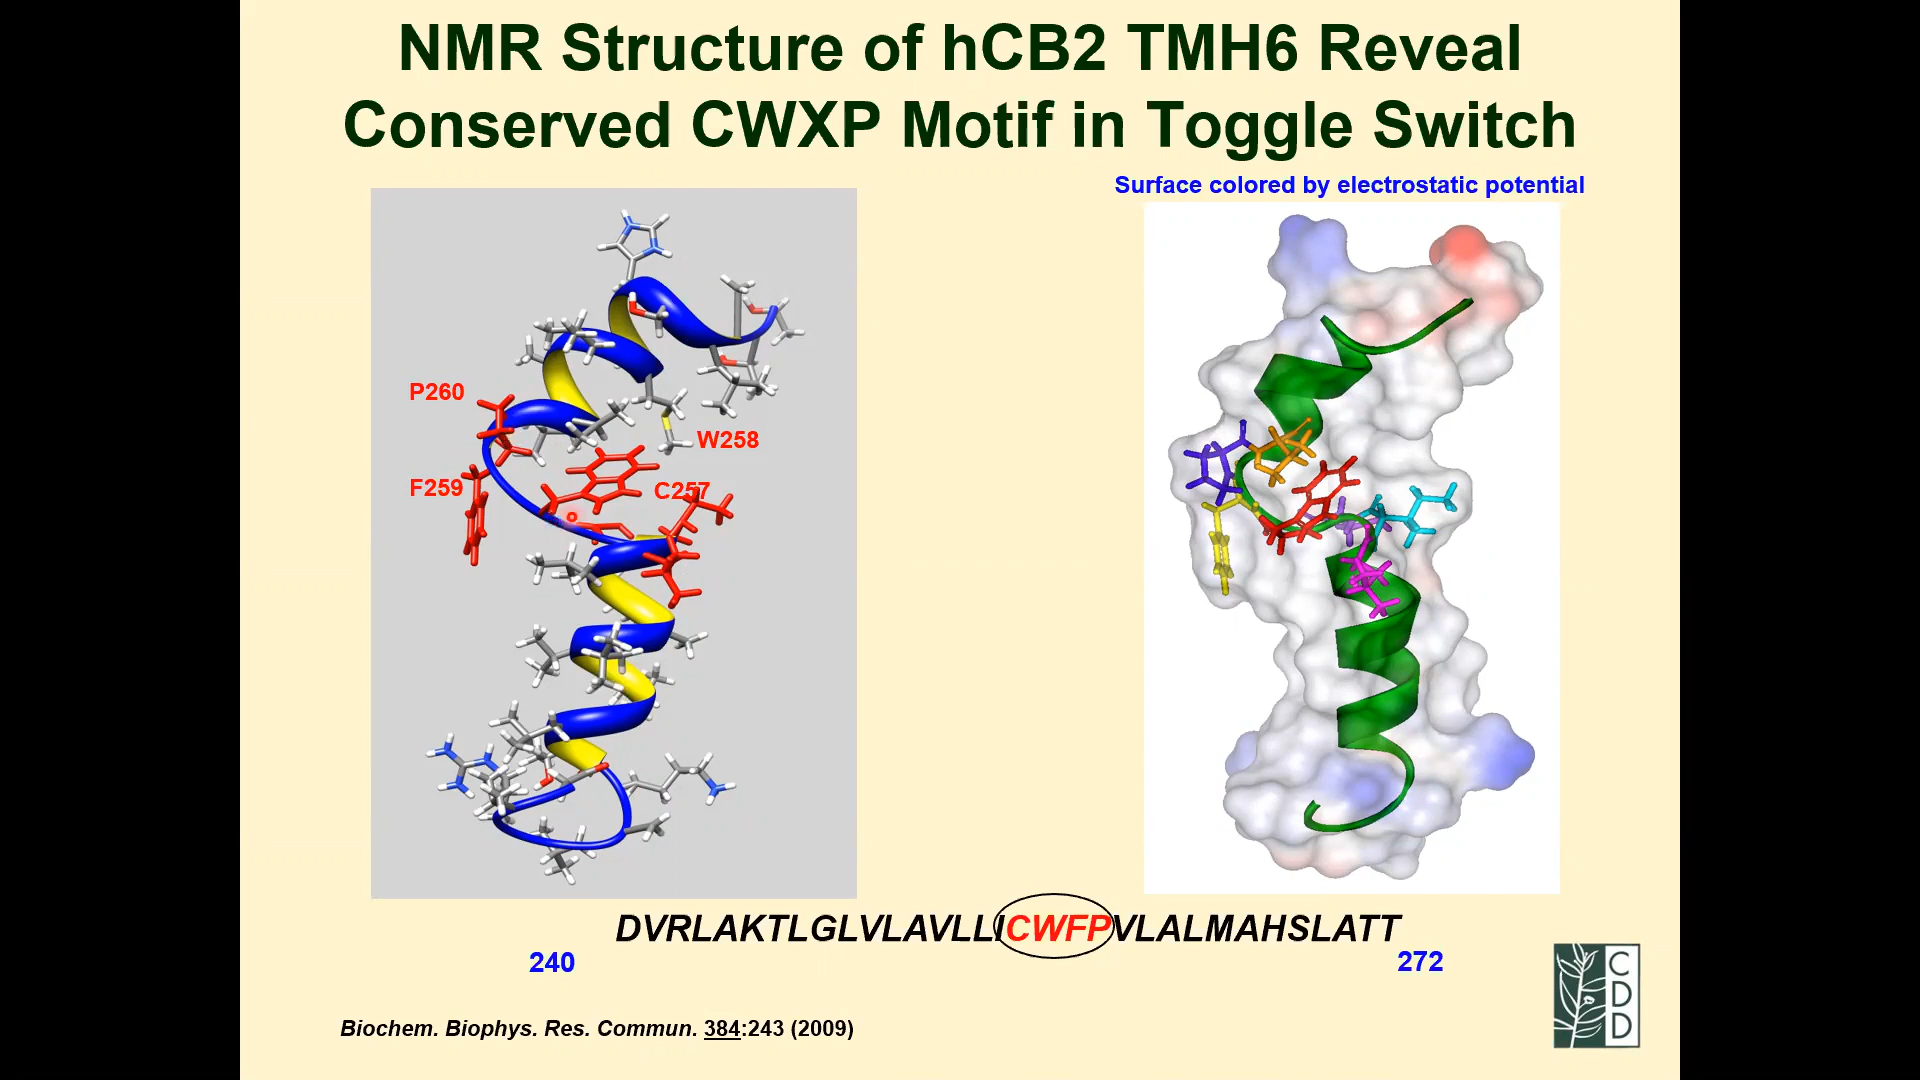 NMR Structure of hCB2 TMH6 Reveal
Conserved CWXP Motif in Toggle Switch
Surface colored by electrostatic potential
P260
W258
F259
C257
DVRLAKTLGLVLAVLLICWFPVLALMAHSLATT
240
272
Biochem. Biophys. Res. Commun. 384:243 (2009)
C
D
D